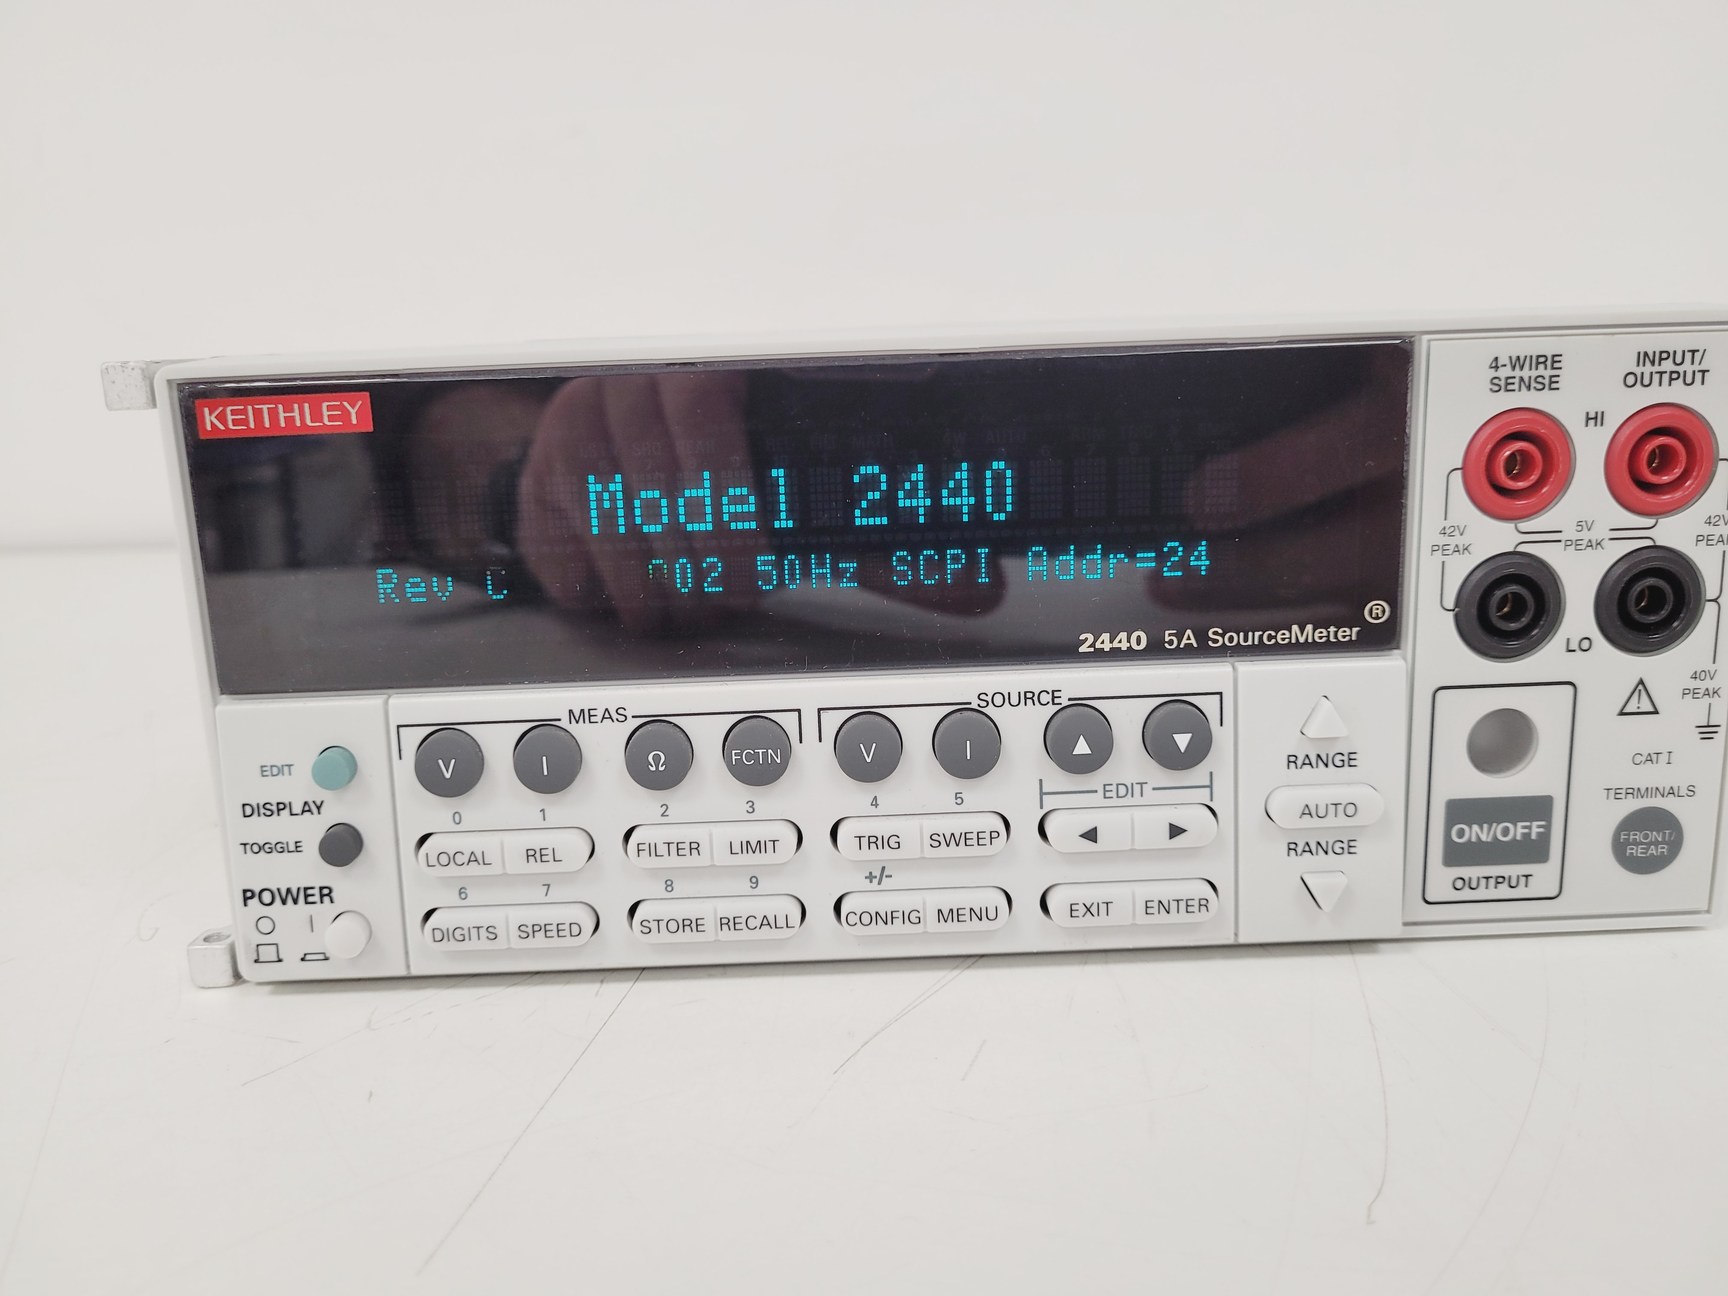 KEITHLEY
Model 2440
Rev C 02 50Hz SCPI Addr=24
2440 5A SourceMeter ®
4-WIRE SENSE
INPUT/OUTPUT
HI
42V PEAK
5V PEAK
42V
LO
40V PEAK
CAT I
TERMINALS
FRONT/REAR
ON/OFF
OUTPUT
EDIT
DISPLAY
TOGGLE
POWER
MEAS
V I Ω FCTN
SOURCE
V I
EDIT
0 1 2 3 4 5
LOCAL REL FILTER LIMIT TRIG SWEEP
6 7 8 9 +/-
DIGITS SPEED STORE RECALL CONFIG MENU EXIT ENTER
RANGE
AUTO
RANGE